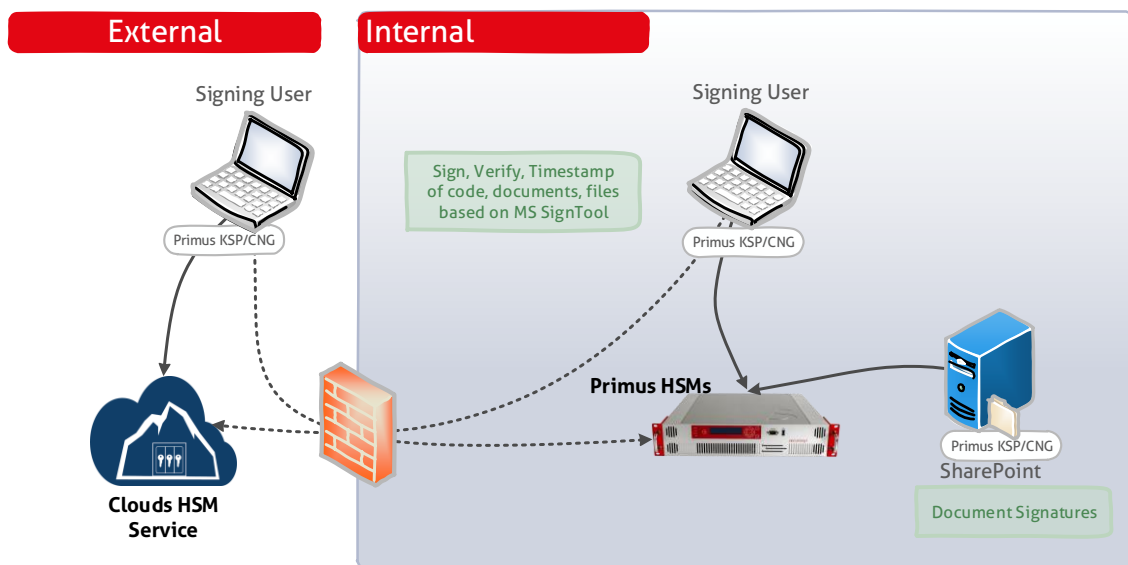 External
Internal
Signing User
Signing User
Sign, Verify, Timestamp
of code, documents, files
based on MS SignTool
Primus KSP/CNG
Primus KSP/CNG
Primus HSMs
Primus KSP/CNG
SharePoint
Clouds HSM
Service
Document Signatures